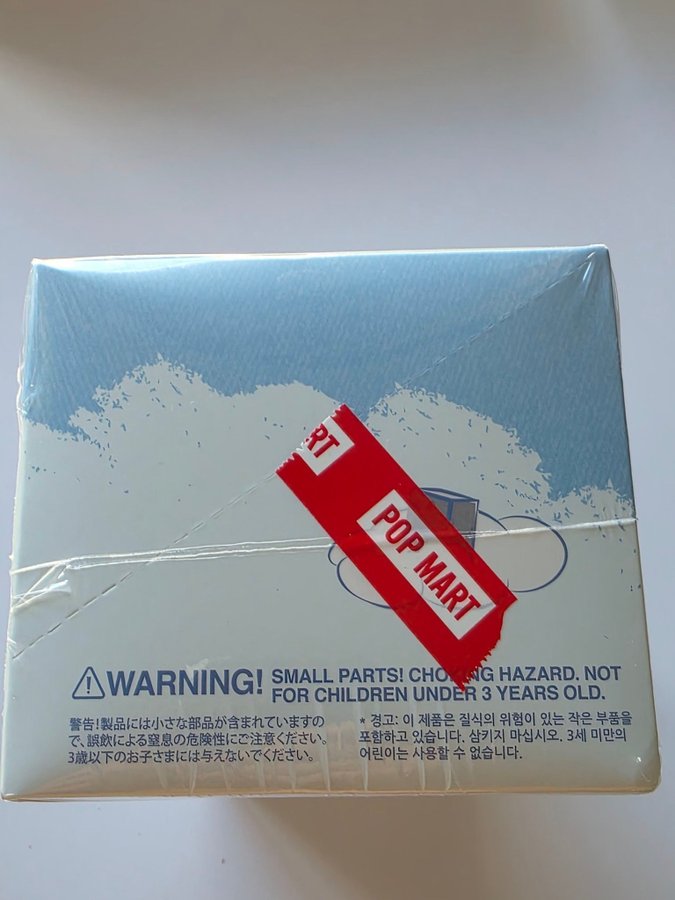 RT
POP MART
WARNING! SMALL PARTS! CHOKING HAZARD. NOT
FOR CHILDREN UNDER 3 YEARS OLD.
警告!製品には小さな部品が含まれていますの
で、誤飲による窒息の危険性にご注意ください。
3歳以下のお子さまには与えないでください。
* 경고: 이 제품은 질식의 위험이 있는 작은 부품을
포함하고 있습니다. 삼키지 마십시오. 3세 미만의
어린이는 사용할 수 없습니다.